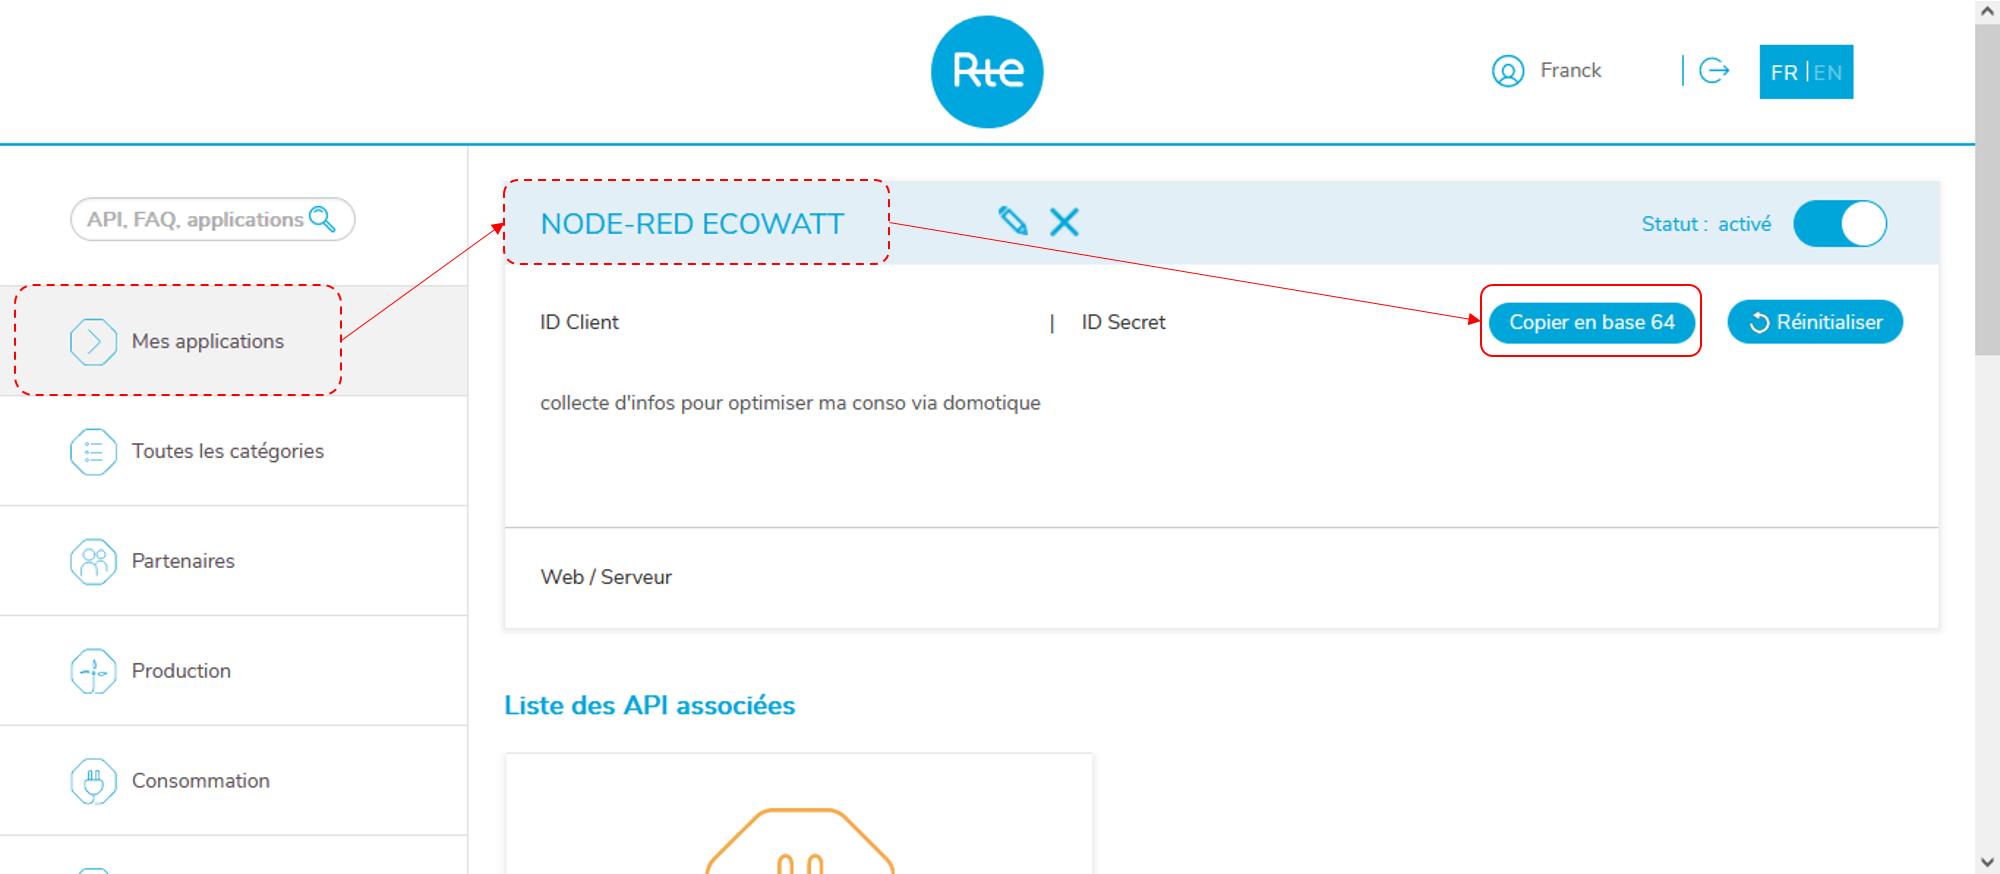 Rte
Franck
FR | EN
API, FAQ, applications
Mes applications
Toutes les catégories
Partenaires
Production
Consommation
NODE-RED ECOWATT
Statut : activé
ID Client | ID Secret
Copier en base 64
Réinitialiser
collecte d'infos pour optimiser ma conso via domotique
Web / Serveur
Liste des API associées